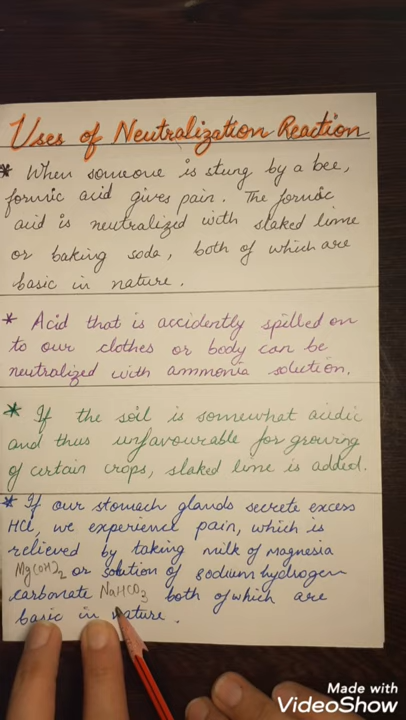 Uses of Neutralization Reaction
* When someone is stung by a bee,
formic acid gives pain. The formic
acid is neutralized with slaked lime
or baking soda, both of which are
basic in nature.
* Acid that is accidently spilled on
to our clothes or body can be
neutralized with ammonia solution.
* If the soil is somewhat acidic
and thus unfavourable for growing
of certain crops, slaked lime is added.
* If our stomach glands secrete excess
HCl, we experience pain, which is
relieved by taking milk of magnesia
Mg(OH)2 or solution of sodium hydrogen
carbonate NaHCO3 both of which are
basic in nature.
Made with
VideoShow